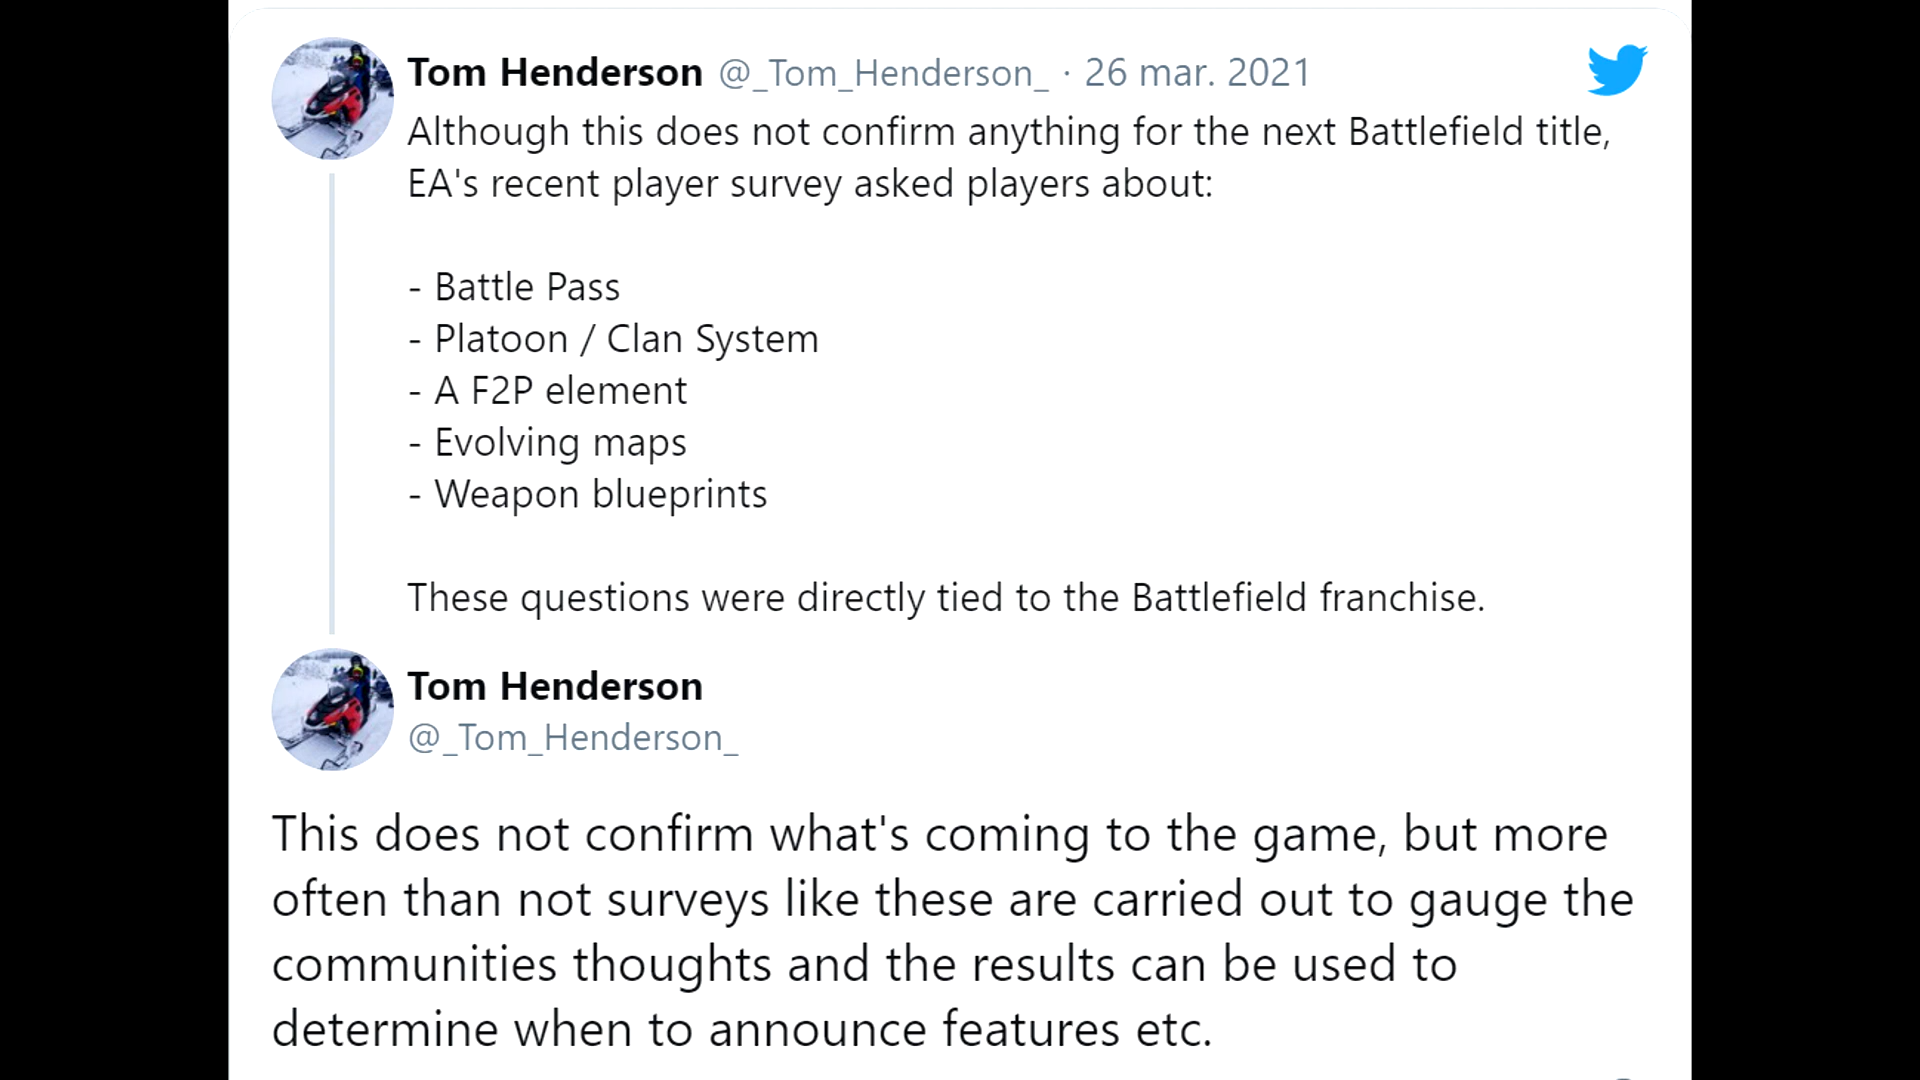 Tom Henderson @_Tom_Henderson_ · 26 mar. 2021
Although this does not confirm anything for the next Battlefield title,
EA's recent player survey asked players about:
- Battle Pass
- Platoon / Clan System
- A F2P element
- Evolving maps
- Weapon blueprints
These questions were directly tied to the Battlefield franchise.
Tom Henderson
@_Tom_Henderson_
This does not confirm what's coming to the game, but more
often than not surveys like these are carried out to gauge the
communities thoughts and the results can be used to
determine when to announce features etc.